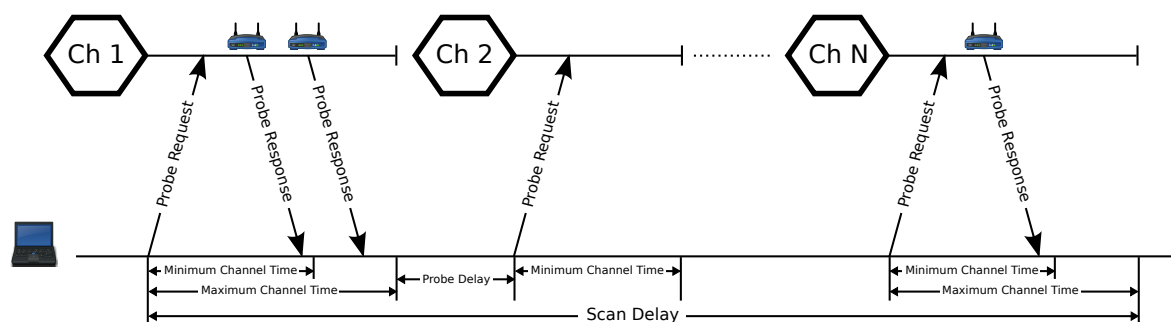 Ch 1
Ch 2
Ch N
Probe Request
Probe Response
Probe Response
Probe Request
Probe Request
Probe Response
Minimum Channel Time
Minimum Channel Time
Minimum Channel Time
Probe Delay
Maximum Channel Time
Maximum Channel Time
Scan Delay